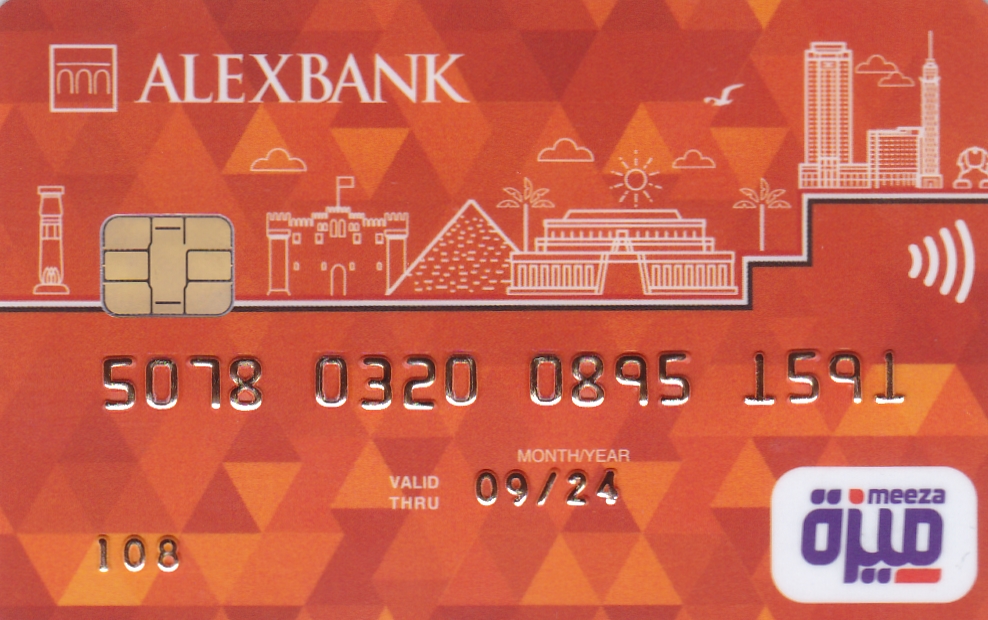 ALEXBANK
5078 0320 0895 1591
MONTH/YEAR
VALID
THRU
09/24
108
meeza
ميزة